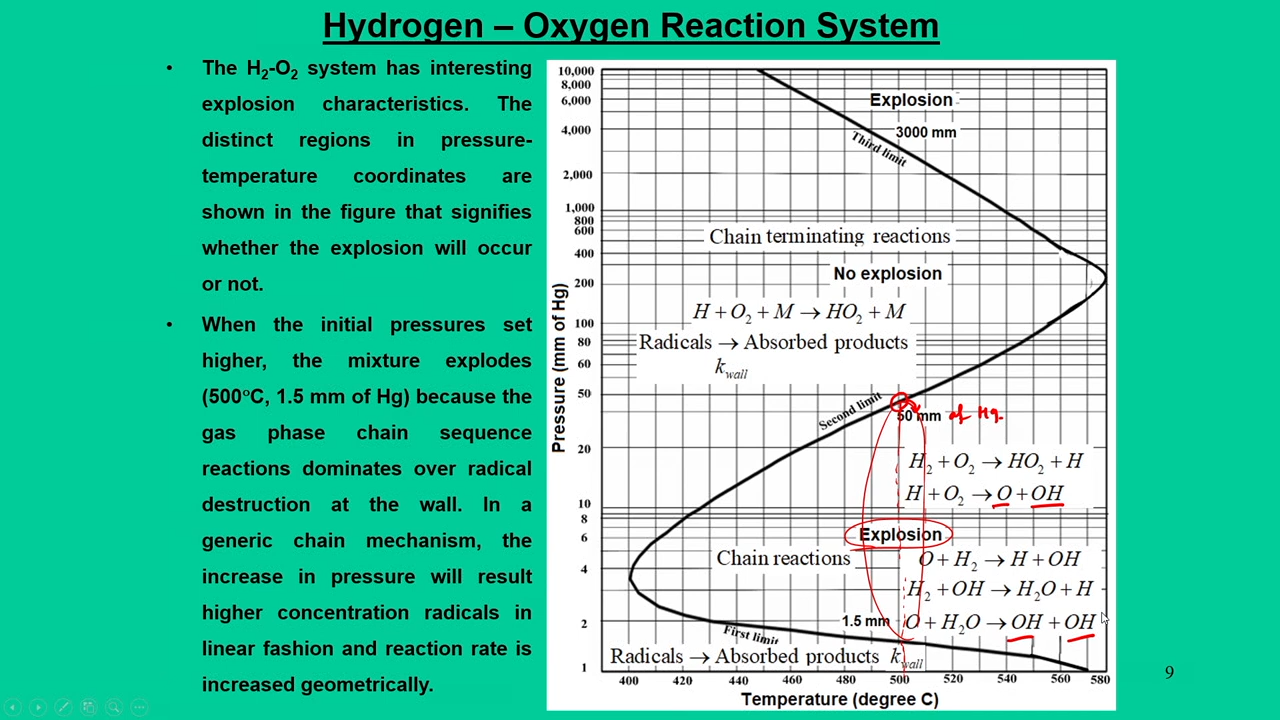 Hydrogen – Oxygen Reaction System
• The H2-O2 system has interesting
explosion characteristics. The
distinct regions in pressure-
temperature coordinates are
shown in the figure that signifies
whether the explosion will occur
or not.
• When the initial pressures set
higher, the mixture explodes
(500°C, 1.5 mm of Hg) because the
gas phase chain sequence
reactions dominates over radical
destruction at the wall. In a
generic chain mechanism, the
increase in pressure will result
higher concentration radicals in
linear fashion and reaction rate is
increased geometrically.
Pressure (mm of Hg)
10,000
8,000
6,000
4,000
2,000
1,000
800
600
400
200
100
80
60
50
20
10
8
6
4
2
1
Explosion
3000 mm
Third limit
Chain terminating reactions
No explosion
H + O2 + M → HO2 + M
Radicals → Absorbed products
kwall
Second limit
50 mm of Hg.
H2 + O2 → HO2 + H
H + O2 → O + OH
Explosion
Chain reactions
O + H2 → H + OH
H2 + OH → H2O + H
1.5 mm
O + H2O → OH + OH
First limit
Radicals → Absorbed products kwall
400 420 440 460 480 500 520 540 560 580
Temperature (degree C)
9